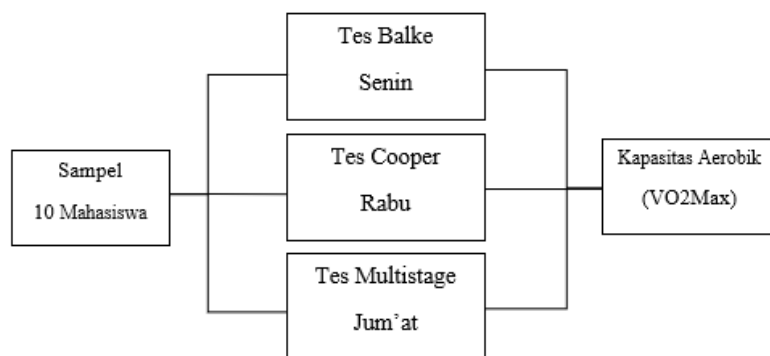 Sampel
10 Mahasiswa
Tes Balke
Senin
Tes Cooper
Rabu
Tes Multistage
Jum’at
Kapasitas Aerobik
(VO2Max)